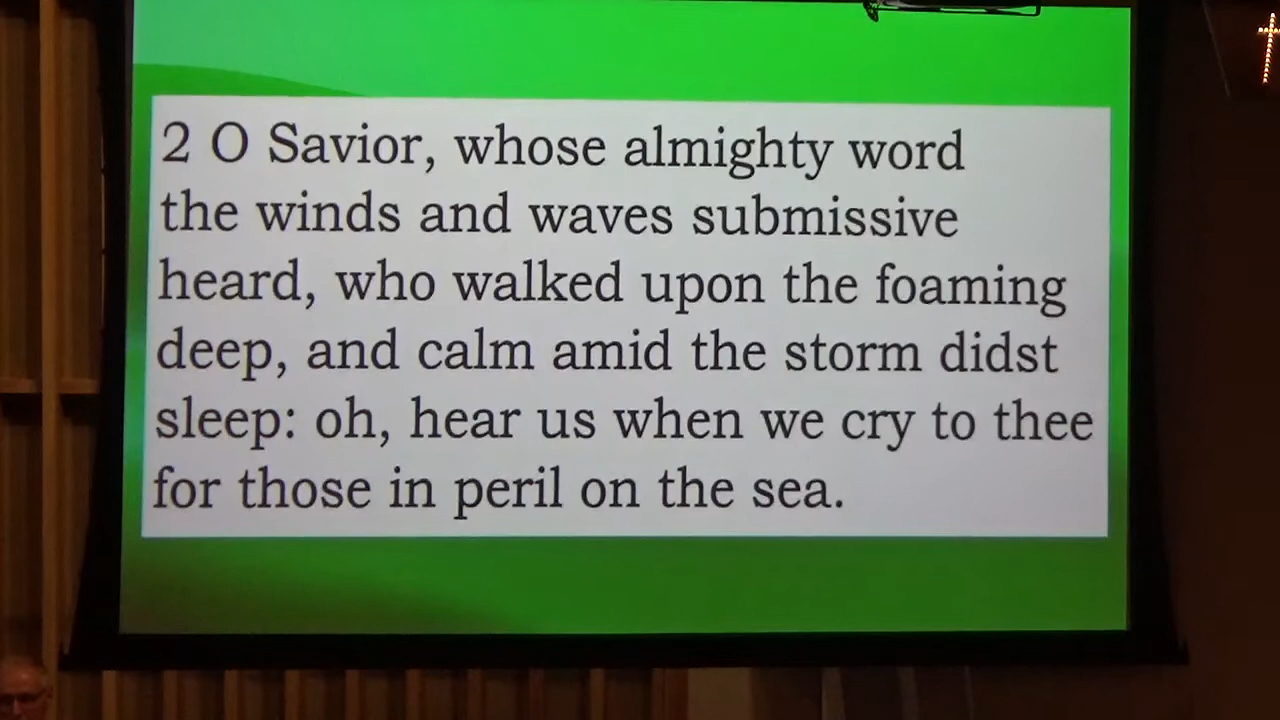 2 O Savior, whose almighty word
the winds and waves submissive
heard, who walked upon the foaming
deep, and calm amid the storm didst
sleep: oh, hear us when we cry to thee
for those in peril on the sea.